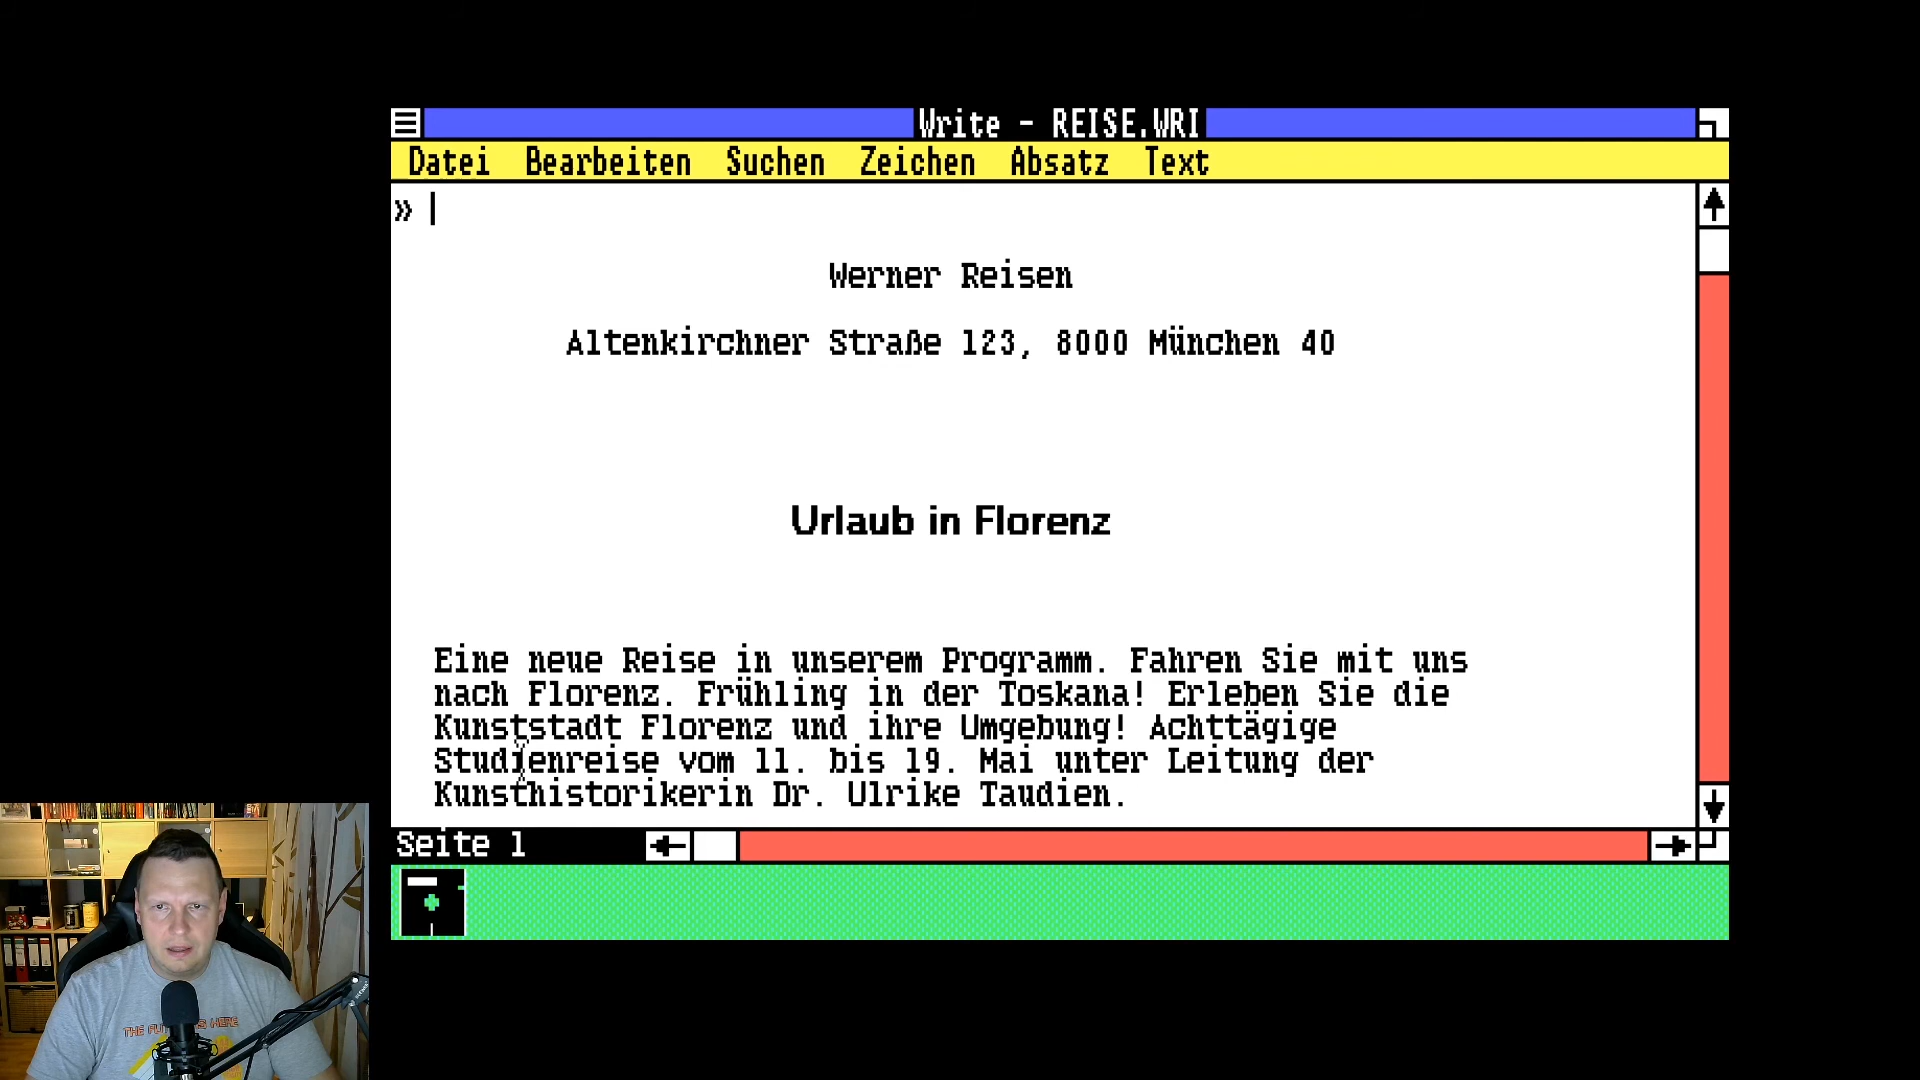 Write - REISE.WRI
Datei Bearbeiten Suchen Zeichen Absatz Text
»
Werner Reisen
Altenkirchner Straße 123, 8000 München 40
Urlaub in Florenz
Eine neue Reise in unserem Programm. Fahren Sie mit uns
nach Florenz. Frühling in der Toskana! Erleben Sie die
Kunststadt Florenz und ihre Umgebung! Achttägige
Studienreise vom 11. bis 19. Mai unter Leitung der
Kunsthistorikerin Dr. Ulrike Taudien.
Seite 1
THE HERE